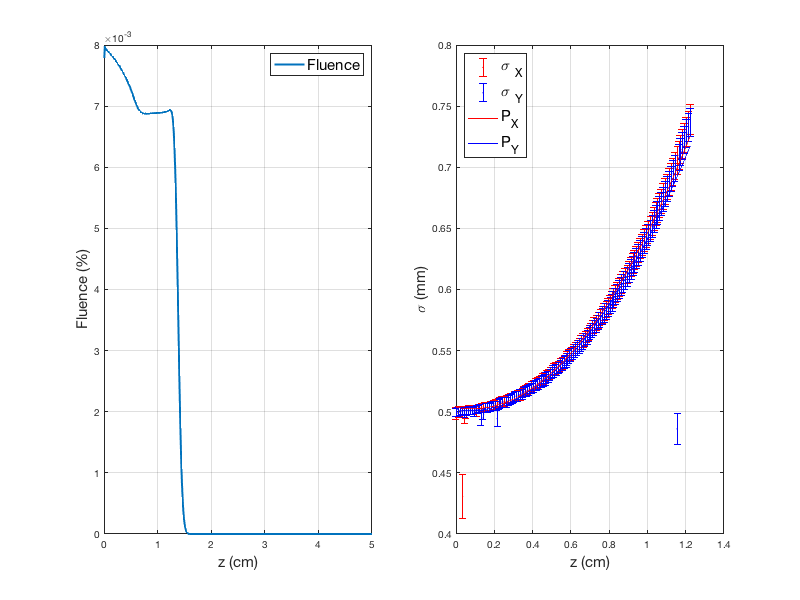 ×10-3
8
7
6
5
4
3
2
1
0
Fluence (%)
0 1 2 3 4 5
z (cm)
Fluence
0.8
0.75
0.7
0.65
0.6
0.55
0.5
0.45
0.4
σ (mm)
0 0.2 0.4 0.6 0.8 1 1.2 1.4
z (cm)
σ X
σ Y
PX
PY